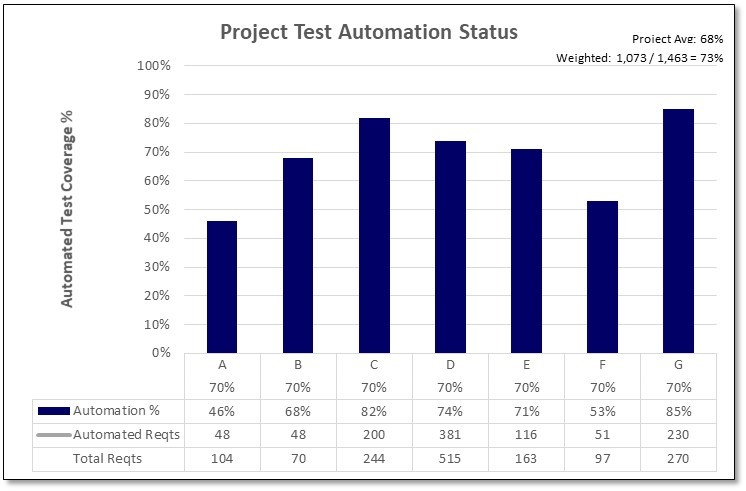 Project Test Automation Status
Project Avg: 68%
Weighted: 1,073 / 1,463 = 73%
Automated Test Coverage %
100%
90%
80%
70%
60%
50%
40%
30%
20%
10%
0%
A B C D E F G
70% 70% 70% 70% 70% 70% 70%
Automation % 46% 68% 82% 74% 71% 53% 85%
Automated Reqts 48 48 200 381 116 51 230
Total Reqts 104 70 244 515 163 97 270